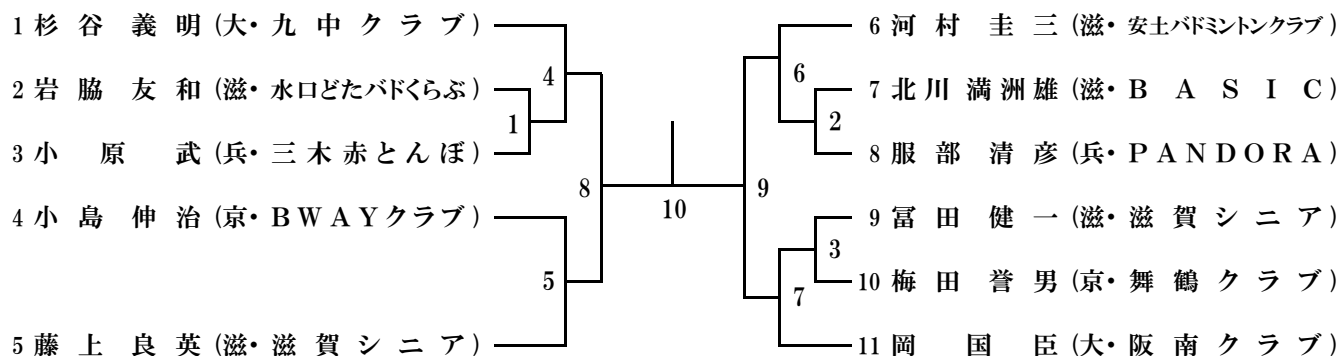 1 杉谷義明 (大・九中クラブ)
2 岩脇友和 (滋・水口どたバドくらぶ)
3 小原武 (兵・三木赤とんぼ)
4 小島伸治 (京・BWAYクラブ)
5 藤上良英 (滋・滋賀シニア)
4
1
8
5
10
6 河村圭三 (滋・安土バドミントンクラブ)
7 北川満洲雄 (滋・BASIC)
8 服部清彦 (兵・PANDORA)
9 冨田健一 (滋・滋賀シニア)
10 梅田誉男 (京・舞鶴クラブ)
11 岡国臣 (大・阪南クラブ)
6
2
9
3
7